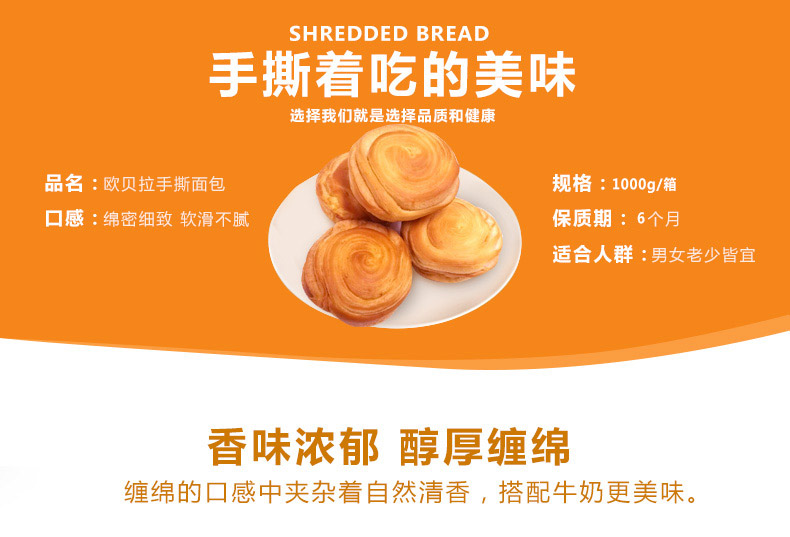 SHREDDED BREAD
手撕着吃的美味
选择我们就是选择品质和健康
品名：欧贝拉手撕面包
口感：绵密细致 软滑不腻
规格：1000g/箱
保质期：6个月
适合人群：男女老少皆宜
香味浓郁 醇厚缠绵
缠绵的口感中夹杂着自然清香，搭配牛奶更美味。